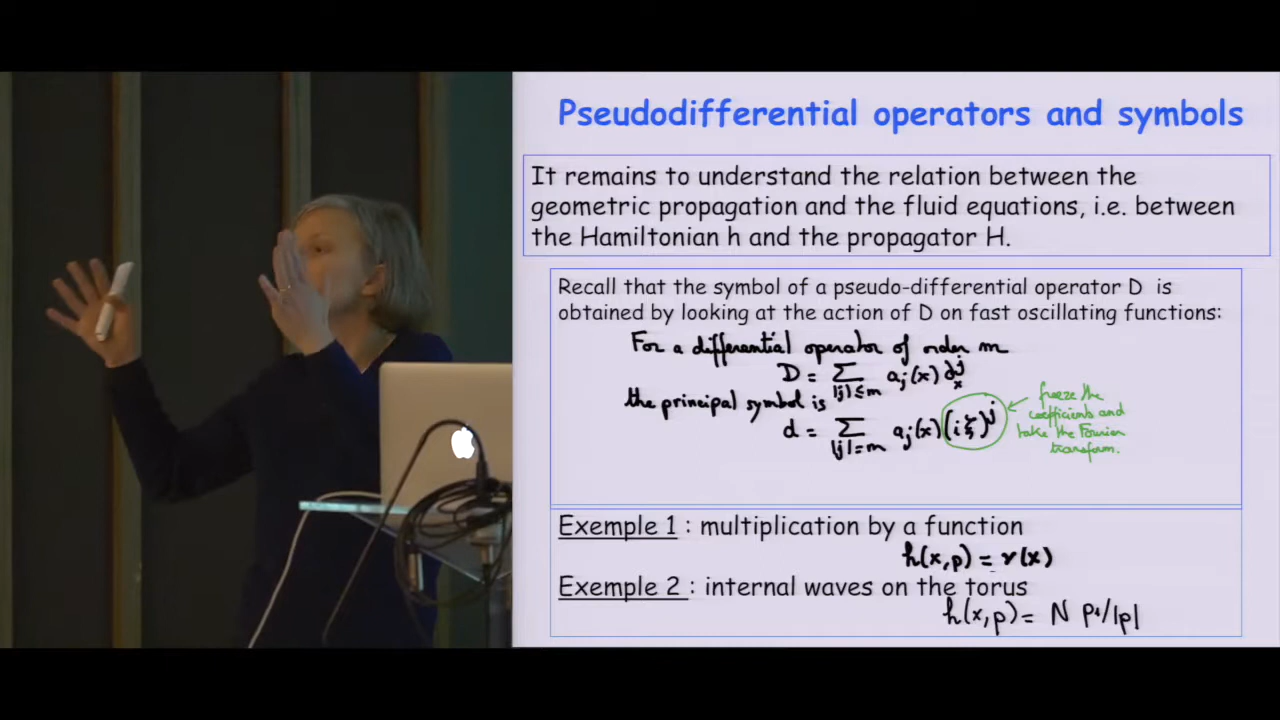 Pseudodifferential operators and symbols
It remains to understand the relation between the
geometric propagation and the fluid equations, i.e. between
the Hamiltonian h and the propagator H.
Recall that the symbol of a pseudo-differential operator D is
obtained by looking at the action of D on fast oscillating functions:
For a differential operator of order m
D = ∑_{|j|≤m} a_j(x) ∂_x^j
the principal symbol is
d = ∑_{|j|=m} a_j(x) (iξ)^j
freeze the
coefficients and
take the Fourier
transform.
Exemple 1 : multiplication by a function
h(x,p) = r(x)
Exemple 2 : internal waves on the torus
h(x,p) = N p₁/|p|